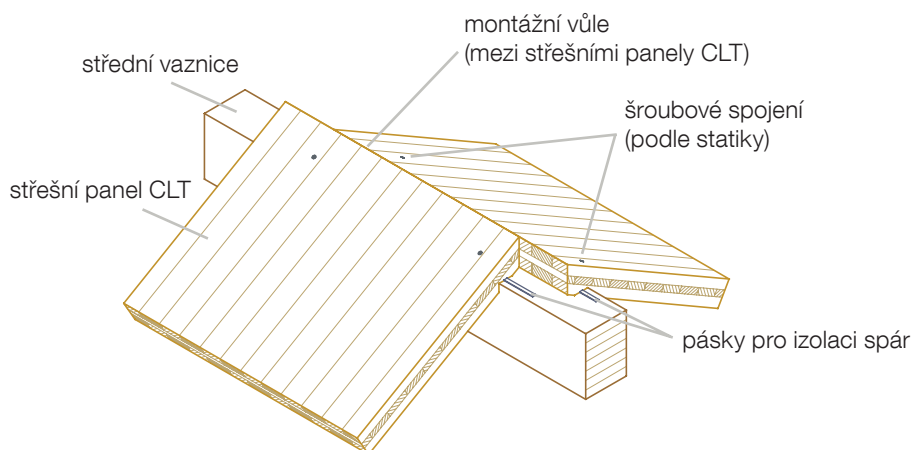 montážní vůle
(mezi střešními panely CLT)
střední vaznice
šroubové spojení
(podle statiky)
střešní panel CLT
pásky pro izolaci spár